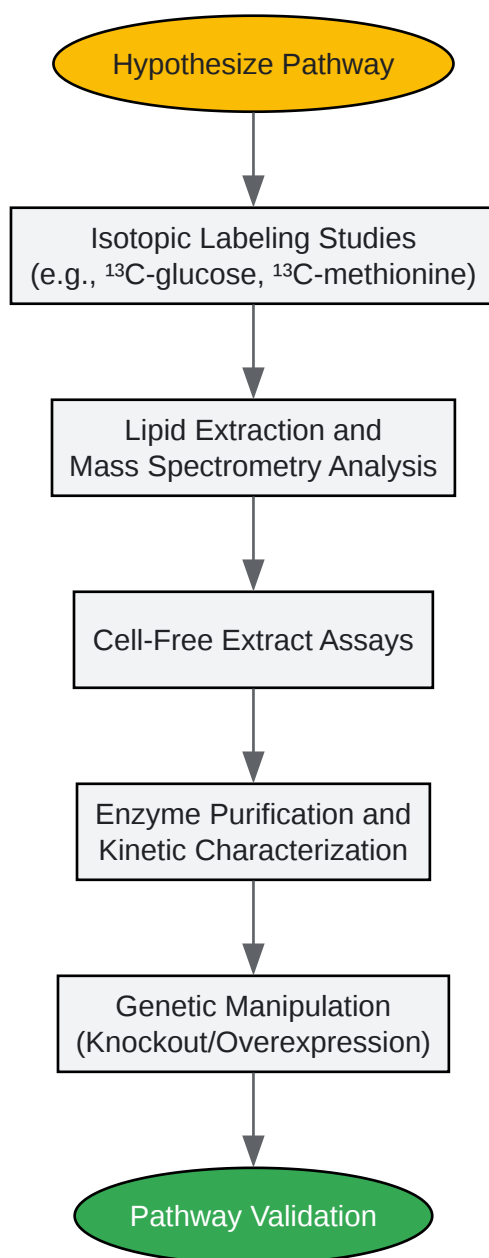 Hypothesize Pathway
Isotopic Labeling Studies
(e.g., ¹³C-glucose, ¹³C-methionine)
Lipid Extraction and
Mass Spectrometry Analysis
Cell-Free Extract Assays
Enzyme Purification and
Kinetic Characterization
Genetic Manipulation
(Knockout/Overexpression)
Pathway Validation